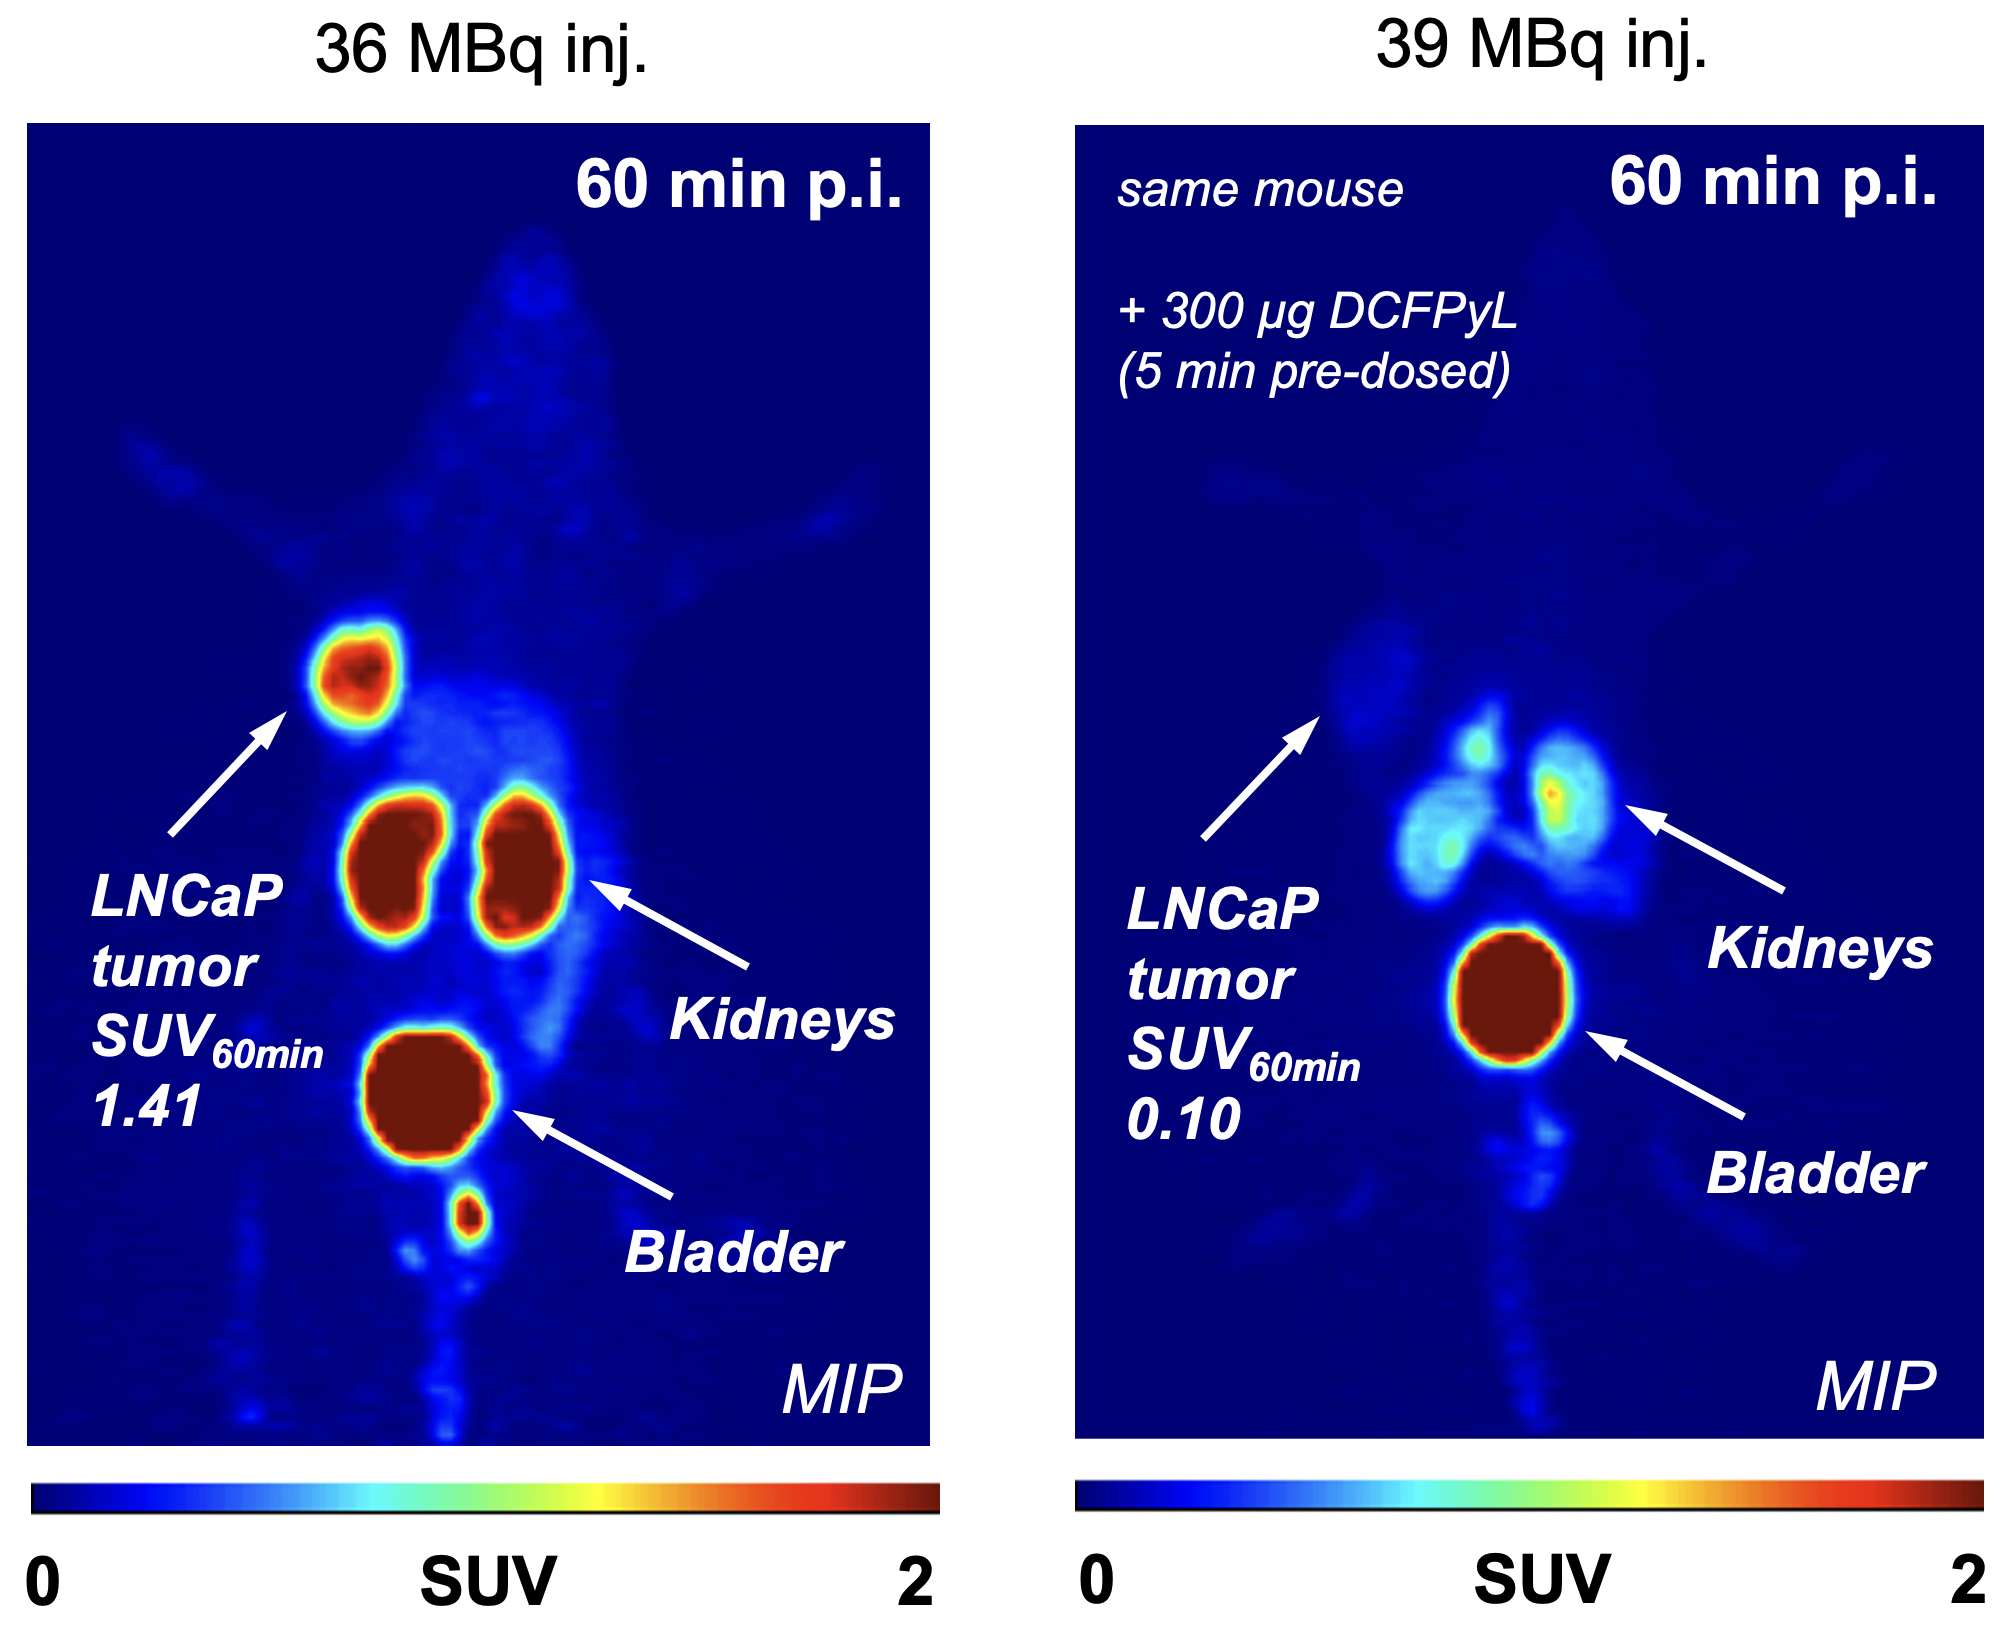 36 MBq inj.
60 min p.i.
LNCaP
tumor
SUV60min
1.41
Kidneys
Bladder
MIP
0 SUV 2
39 MBq inj.
same mouse
60 min p.i.
+ 300 µg DCFPyL
(5 min pre-dosed)
LNCaP
tumor
SUV60min
0.10
Kidneys
Bladder
MIP
0 SUV 2